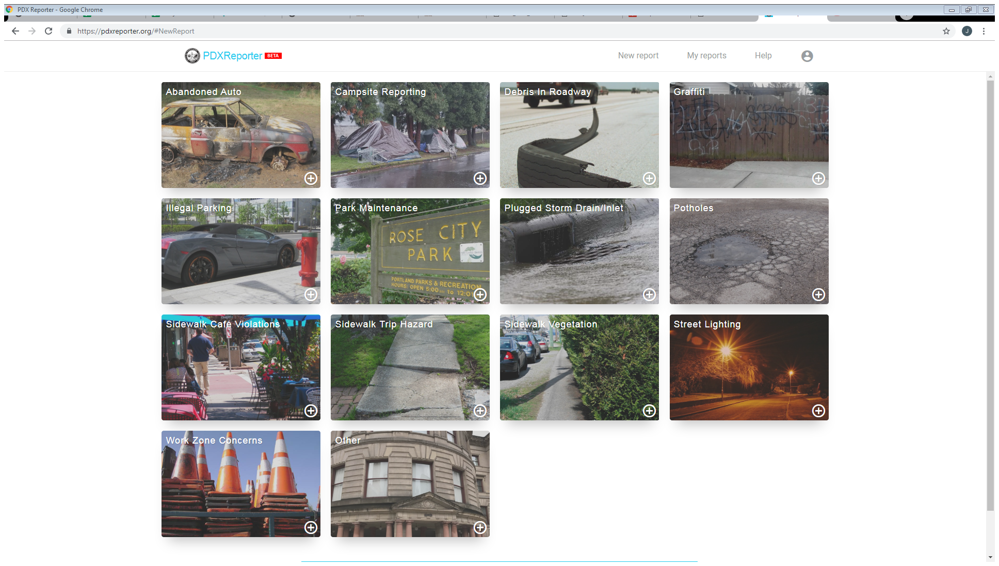 PDX Reporter - Google Chrome
https://pdxreporter.org/#NewReport
J
PDXReporter BETA
New report
My reports
Help
Abandoned Auto
Campsite Reporting
Debris In Roadway
Graffiti
Illegal Parking
Park Maintenance
ROSE CITY
PARK
PORTLAND PARKS & RECREATION
HOURS: OPEN 5:00 AM to 12:01
Plugged Storm Drain/Inlet
Potholes
Sidewalk Café Violations
Sidewalk Trip Hazard
Sidewalk Vegetation
Street Lighting
Work Zone Concerns
Other